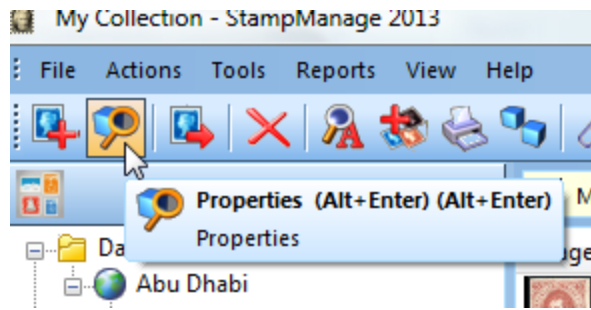 My Collection - StampManage 2013
File Actions Tools Reports View Help
Properties (Alt+Enter) (Alt+Enter)
Properties
Abu Dhabi